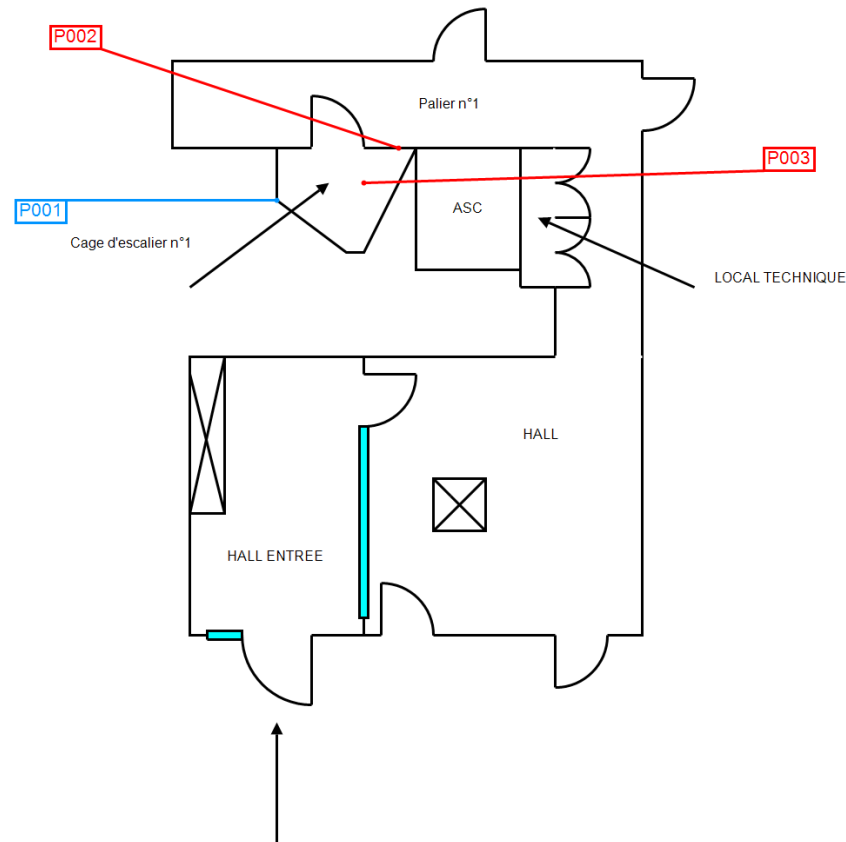 P002
Palier n°1
P003
P001
ASC
Cage d'escalier n°1
LOCAL TECHNIQUE
HALL
HALL ENTREE